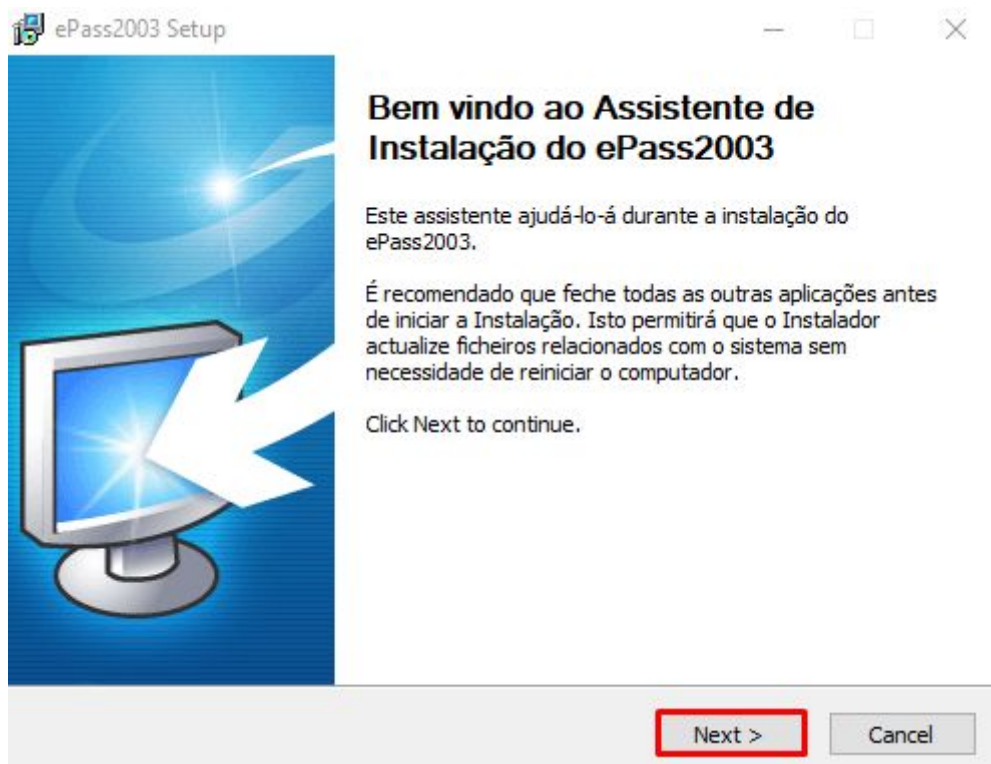 ePass2003 Setup
Bem vindo ao Assistente de
Instalação do ePass2003
Este assistente ajudá-lo-á durante a instalação do
ePass2003.
É recomendado que feche todas as outras aplicações antes
de iniciar a Instalação. Isto permitirá que o Instalador
actualize ficheiros relacionados com o sistema sem
necessidade de reiniciar o computador.
Click Next to continue.
Next >
Cancel